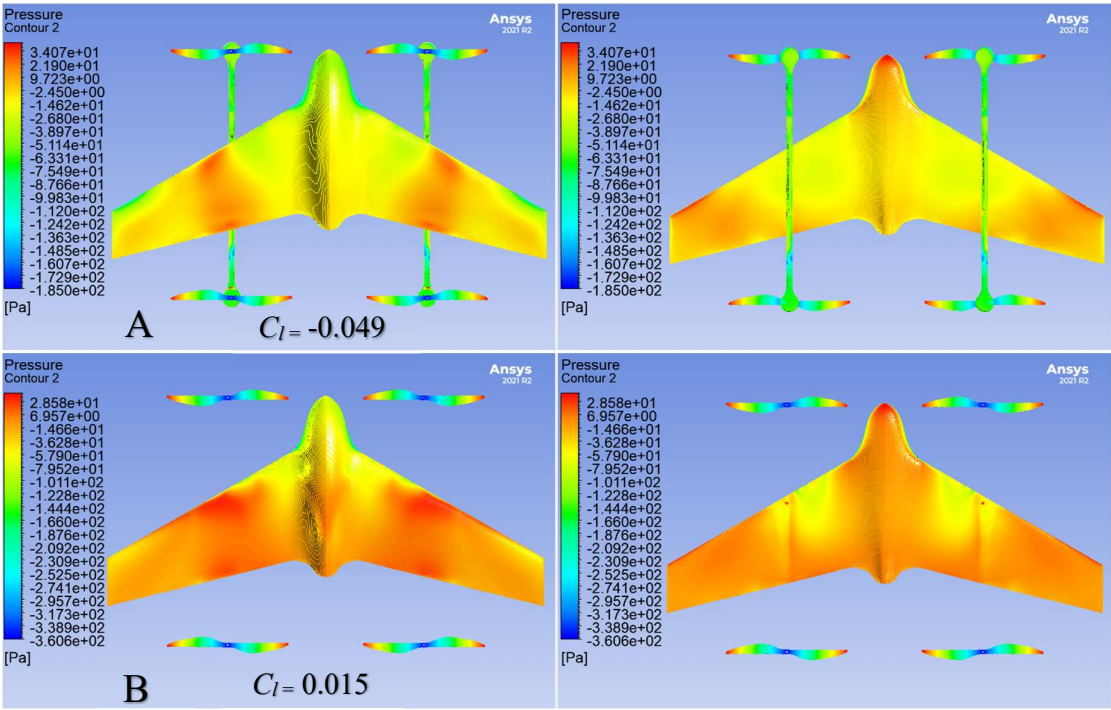 Pressure
Contour 2
3.407e+01
2.190e+01
9.723e+00
-2.450e+00
-1.462e+01
-2.680e+01
-3.897e+01
-5.114e+01
-6.331e+01
-7.549e+01
-8.766e+01
-9.983e+01
-1.120e+02
-1.242e+02
-1.363e+02
-1.485e+02
-1.607e+02
-1.729e+02
-1.850e+02
[Pa]
Ansys
2021 R2
A
Cl = -0.049
Pressure
Contour 2
3.407e+01
2.190e+01
9.723e+00
-2.450e+00
-1.462e+01
-2.680e+01
-3.897e+01
-5.114e+01
-6.331e+01
-7.549e+01
-8.766e+01
-9.983e+01
-1.120e+02
-1.242e+02
-1.363e+02
-1.485e+02
-1.607e+02
-1.729e+02
-1.850e+02
[Pa]
Ansys
2021 R2
Pressure
Contour 2
2.858e+01
6.957e+00
-1.466e+01
-3.628e+01
-5.790e+01
-7.952e+01
-1.011e+02
-1.228e+02
-1.444e+02
-1.660e+02
-2.092e+02
-2.309e+02
-2.525e+02
-2.741e+02
-2.957e+02
-3.173e+02
-3.389e+02
-3.606e+02
[Pa]
Ansys
2021 R2
B
Cl = 0.015
Pressure
Contour 2
2.858e+01
6.957e+00
-1.466e+01
-3.628e+01
-5.790e+01
-7.952e+01
-1.011e+02
-1.228e+02
-1.444e+02
-1.660e+02
-2.092e+02
-2.309e+02
-2.525e+02
-2.741e+02
-2.957e+02
-3.173e+02
-3.389e+02
-3.606e+02
[Pa]
Ansys
2021 R2